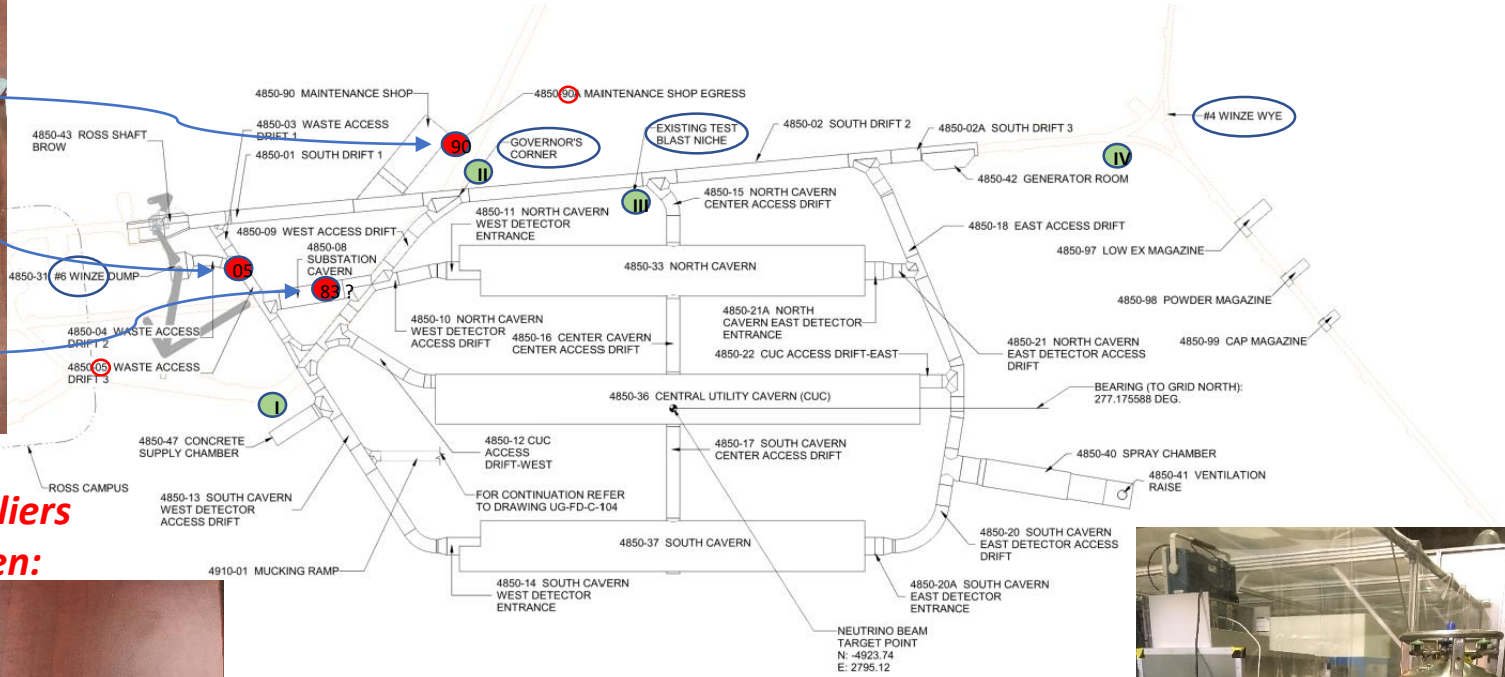 4850-90 MAINTENANCE SHOP
4850-90A MAINTENANCE SHOP EGRESS
4850-03 WASTE ACCESS
DRIFT 1
4850-43 ROSS SHAFT
BROW
4850-01 SOUTH DRIFT 1
90
GOVERNOR'S
CORNER
EXISTING TEST
BLAST NICHE
4850-02 SOUTH DRIFT 2
4850-02A SOUTH DRIFT 3
#4 WINZE WYE
II
IV
4850-42 GENERATOR ROOM
III
4850-15 NORTH CAVERN
CENTER ACCESS DRIFT
4850-11 NORTH CAVERN
WEST DETECTOR
ENTRANCE
4850-09 WEST ACCESS DRIFT
4850-18 EAST ACCESS DRIFT
4850-08
SUBSTATION
CAVERN
4850-97 LOW EX MAGAZINE
05
4850-33 NORTH CAVERN
4850-31 #6 WINZE DUMP
83 ?
4850-98 POWDER MAGAZINE
4850-10 NORTH CAVERN
WEST DETECTOR
ACCESS DRIFT
4850-21A NORTH
CAVERN EAST DETECTOR
ENTRANCE
4850-04 WASTE ACCESS
DRIFT 2
4850-16 CENTER CAVERN
CENTER ACCESS DRIFT
4850-21 NORTH CAVERN
EAST DETECTOR ACCESS
DRIFT
4850-99 CAP MAGAZINE
4850-22 CUC ACCESS DRIFT-EAST
4850-05 WASTE ACCESS
DRIFT 3
BEARING (TO GRID NORTH):
277.175588 DEG.
4850-36 CENTRAL UTILITY CAVERN (CUC)
I
4850-47 CONCRETE
SUPPLY CHAMBER
4850-12 CUC
ACCESS
DRIFT-WEST
4850-17 SOUTH CAVERN
CENTER ACCESS DRIFT
4850-40 SPRAY CHAMBER
4850-41 VENTILATION
RAISE
ROSS CAMPUS
4850-13 SOUTH CAVERN
WEST DETECTOR
ACCESS DRIFT
FOR CONTINUATION REFER
TO DRAWING UG-FD-C-104
liers
en:
4850-20 SOUTH CAVERN
EAST DETECTOR ACCESS
DRIFT
4850-37 SOUTH CAVERN
4910-01 MUCKING RAMP
4850-14 SOUTH CAVERN
WEST DETECTOR
ENTRANCE
4850-20A SOUTH CAVERN
EAST DETECTOR
ENTRANCE
NEUTRINO BEAM
TARGET POINT
N: -4923.74
E: 2795.12